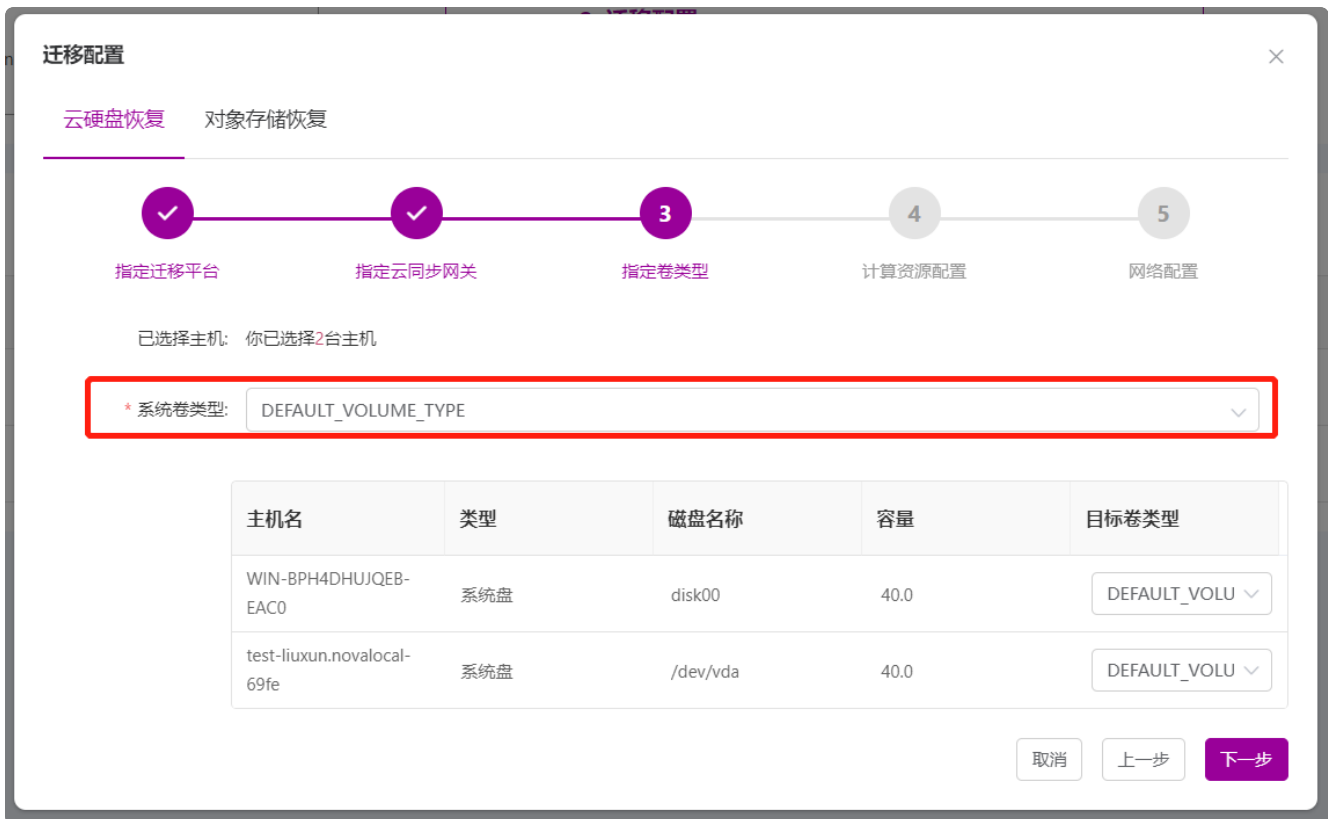 迁移配置
云硬盘恢复 对象存储恢复
3 4 5
指定迁移平台 指定云同步网关 指定卷类型 计算资源配置 网络配置
已选择主机: 你已选择2台主机
* 系统卷类型: DEFAULT_VOLUME_TYPE
主机名 类型 磁盘名称 容量 目标卷类型
WIN-BPH4DHUJQEB-
EAC0 系统盘 disk00 40.0 DEFAULT_VOLU
test-liuxun.novalocal-
69fe 系统盘 /dev/vda 40.0 DEFAULT_VOLU
取消 上一步 下一步